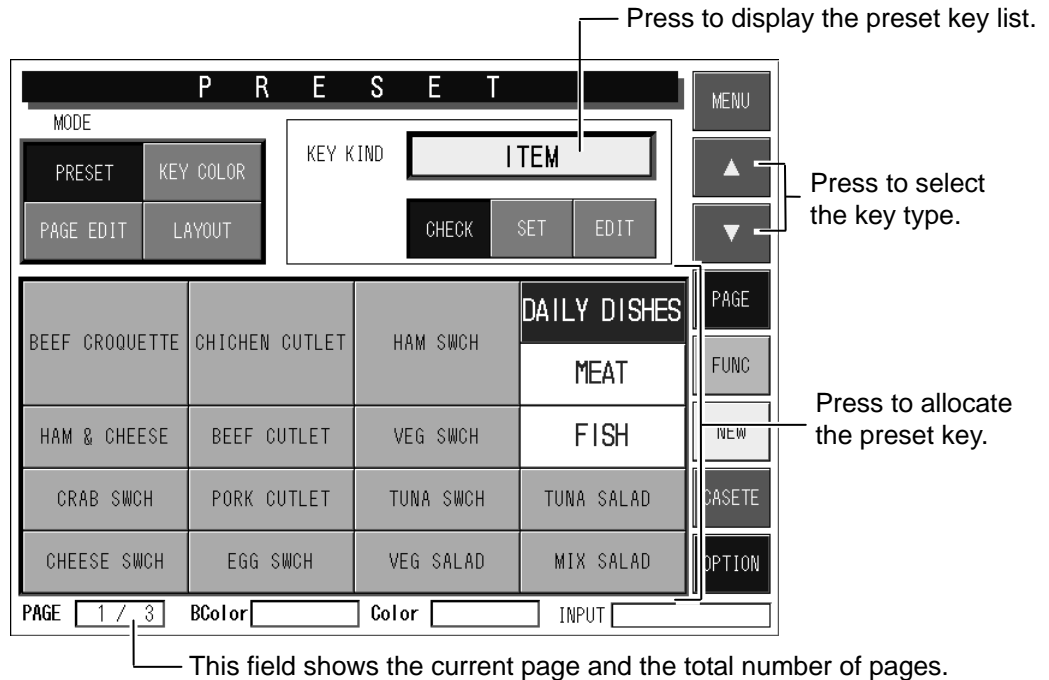 Press to display the preset key list.
P R E S E T
MENU
MODE
PRESET
KEY COLOR
KEY KIND
ITEM
▲
Press to select
the key type.
PAGE EDIT
LAYOUT
CHECK
SET
EDIT
▼
BEEF CROQUETTE
CHICHEN CUTLET
HAM SWCH
DAILY DISHES
PAGE
MEAT
FUNC
HAM & CHEESE
BEEF CUTLET
VEG SWCH
FISH
NEW
Press to allocate
the preset key.
CRAB SWCH
PORK CUTLET
TUNA SWCH
TUNA SALAD
CASETE
CHEESE SWCH
EGG SWCH
VEG SALAD
MIX SALAD
OPTION
PAGE 1 / 3 BColor Color INPUT
This field shows the current page and the total number of pages.